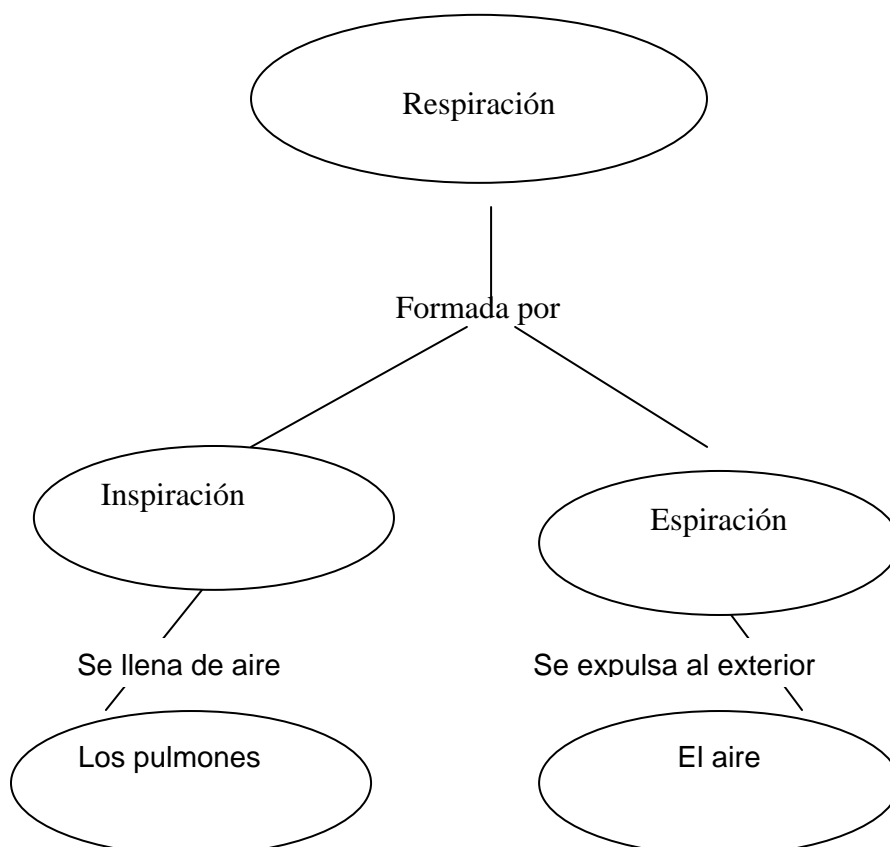 Respiración
Formada por
Inspiración
Espiración
Se llena de aire
Se expulsa al exterior
Los pulmones
El aire